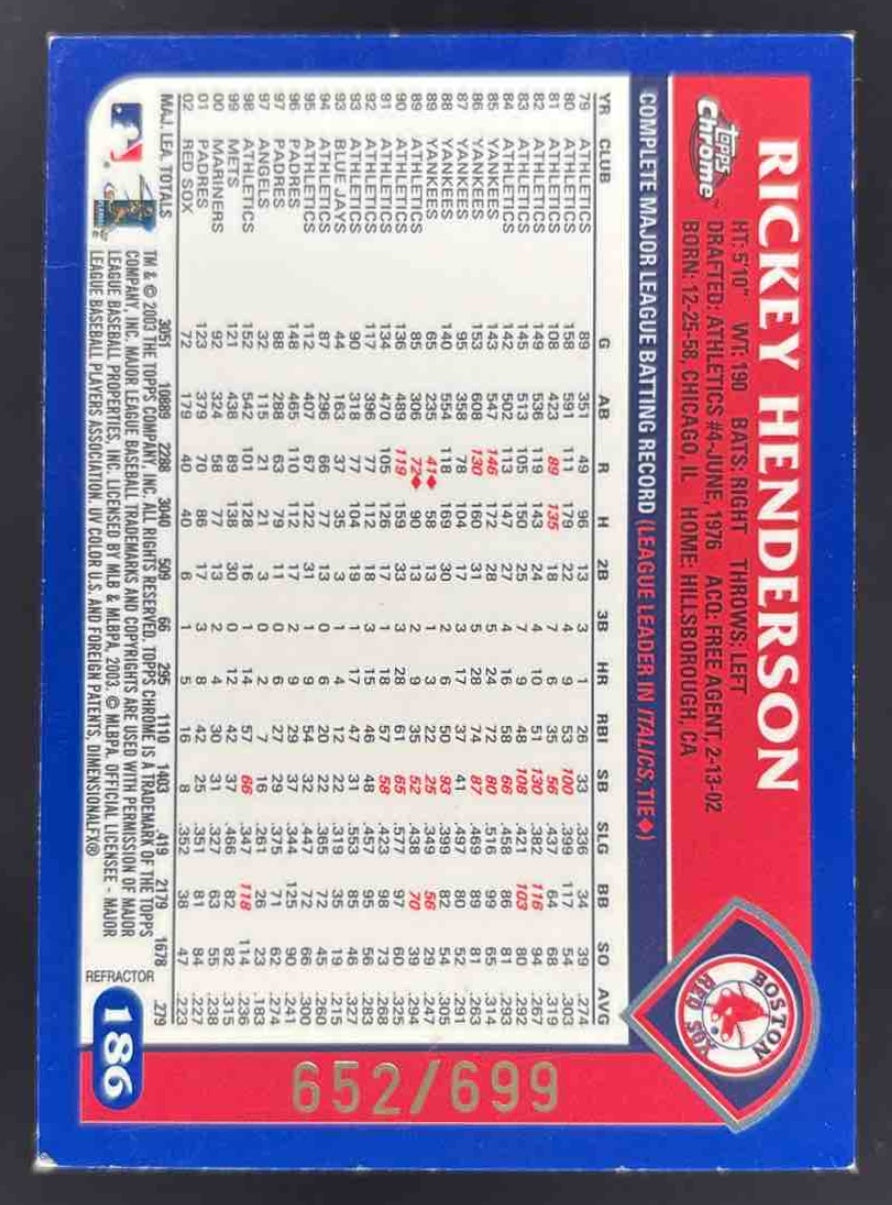 RICKEY HENDERSON
topps Chrome™
HT: 5'10" WT: 190 BATS: RIGHT THROWS: LEFT
DRAFTED: ATHLETICS #4-JUNE, 1976 ACQ: FREE AGENT, 2-13-02
BORN: 12-25-58, CHICAGO, IL HOME: HILLSBOROUGH, CA
BOSTON
RED SOX
COMPLETE MAJOR LEAGUE BATTING RECORD (LEAGUE LEADER IN ITALICS, TIE♦)
YR CLUB G AB R H 2B 3B HR RBI SB SLG BB SO AVG
79 ATHLETICS 89 351 49 96 13 3 1 26 33 .336 34 39 .274
80 ATHLETICS 158 591 111 179 22 4 9 53 100 .399 117 54 .303
81 ATHLETICS 108 423 89 135 18 7 6 35 56 .437 64 68 .319
82 ATHLETICS 149 536 119 143 24 4 10 51 130 .382 116 94 .267
83 ATHLETICS 145 513 105 150 25 7 9 48 108 .421 103 80 .292
84 ATHLETICS 142 502 113 147 27 4 16 58 66 .458 86 81 .293
85 YANKEES 143 547 146 172 28 5 24 72 80 .516 99 65 .314
86 YANKEES 153 608 130 160 31 5 28 74 87 .469 89 81 .263
87 YANKEES 95 358 78 104 17 3 17 37 41 .497 80 52 .291
88 YANKEES 140 554 118 169 30 2 6 50 93 .399 82 54 .305
89 YANKEES 65 235 41♦ 58 13 1 3 22 25 .349 56 29 .247
89 ATHLETICS 85 306 72♦ 90 13 2 9 35 52 .438 70 39 .294
90 ATHLETICS 136 489 119 159 33 3 28 61 65 .577 97 60 .325
91 ATHLETICS 134 470 105 126 17 1 18 57 58 .423 98 73 .268
92 ATHLETICS 117 396 77 112 18 3 15 46 48 .457 95 56 .283
93 ATHLETICS 90 318 77 104 19 1 17 47 31 .553 85 46 .327
93 BLUE JAYS 44 163 37 35 3 1 4 12 22 .319 35 19 .215
94 ATHLETICS 87 296 66 77 13 0 6 20 22 .365 72 45 .260
95 ATHLETICS 112 407 67 122 31 1 9 54 32 .447 72 66 .300
96 PADRES 148 465 110 112 17 2 9 29 37 .344 125 90 .241
97 PADRES 88 288 63 79 11 0 6 27 29 .375 71 62 .274
97 ANGELS 32 115 21 21 3 0 2 7 16 .261 26 23 .183
98 ATHLETICS 152 542 101 128 16 1 14 57 66 .347 118 114 .236
99 METS 121 438 89 138 30 0 12 42 37 .466 82 82 .315
00 MARINERS 92 324 58 77 13 2 4 30 31 .327 63 55 .238
01 PADRES 123 379 70 86 17 3 8 42 25 .351 81 84 .227
02 RED SOX 72 179 40 40 6 1 5 16 8 .352 38 47 .223
MAJ. LEA. TOTALS 3051 10889 2288 3040 509 66 295 1110 1403 .419 2179 1678 .279
TM & © 2003 THE TOPPS COMPANY, INC. ALL RIGHTS RESERVED. TOPPS CHROME IS A TRADEMARK OF THE TOPPS
COMPANY, INC. MAJOR LEAGUE BASEBALL TRADEMARKS AND COPYRIGHTS ARE USED WITH PERMISSION OF MAJOR
LEAGUE BASEBALL PROPERTIES, INC. LICENSED BY MLB & MLBPA, 2003. © MLBPA. OFFICIAL LICENSEE - MAJOR
LEAGUE BASEBALL PLAYERS ASSOCIATION. UV COLOR U.S. AND FOREIGN PATENTS, DIMENSIONALFX®
REFRACTOR
186
652/699